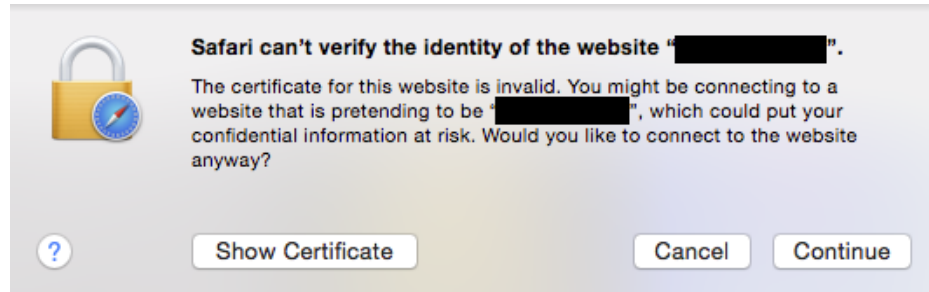 Safari can’t verify the identity of the website “ ”.
The certificate for this website is invalid. You might be connecting to a
website that is pretending to be “ ”, which could put your
confidential information at risk. Would you like to connect to the website
anyway?
?
Show Certificate
Cancel
Continue